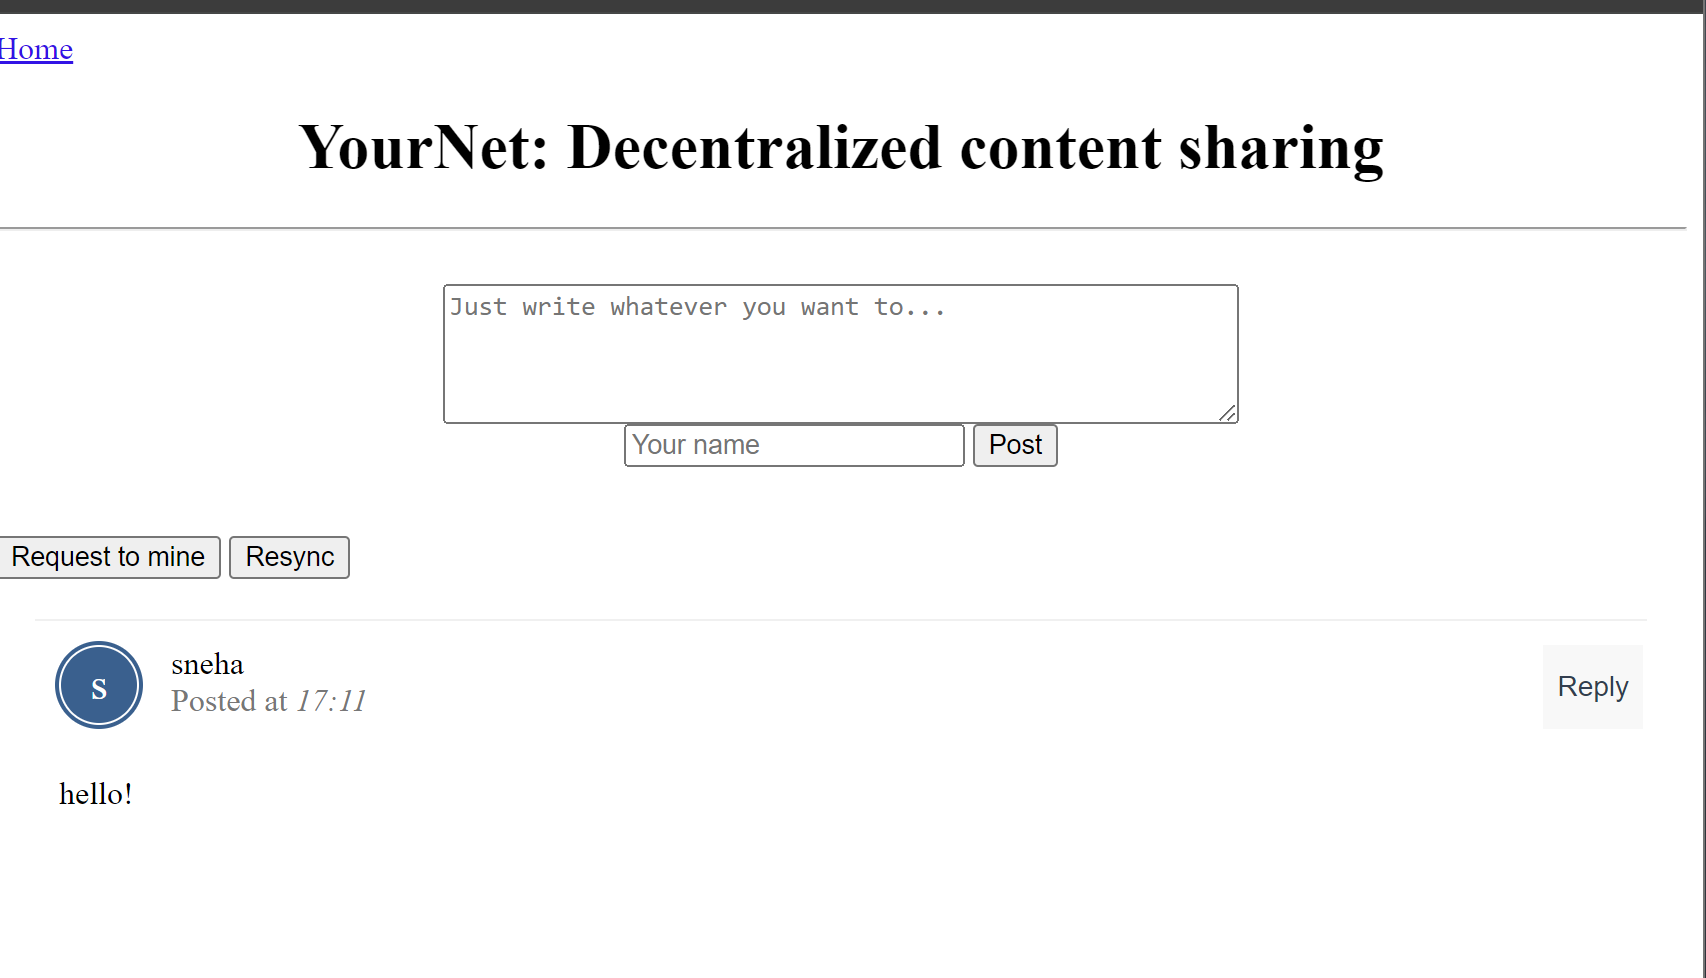 Home
YourNet: Decentralized content sharing
Just write whatever you want to...
Your name Post
Request to mine Resync
s
sneha
Posted at 17:11
Reply
hello!